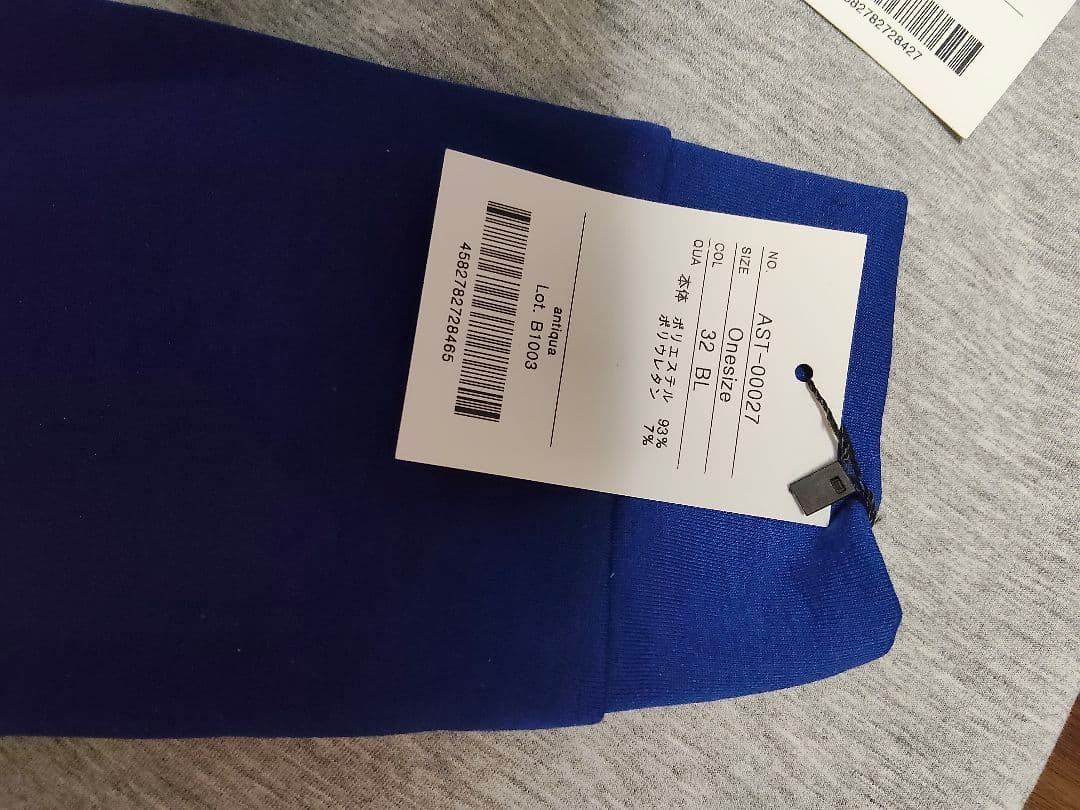 NO. AST-00027
SIZE Onesize
COL 32 BL
QUA 本体 ポリエステル 93%
ポリウレタン 7%
antiqua
Lot. B1003
4582782728465
582782728427